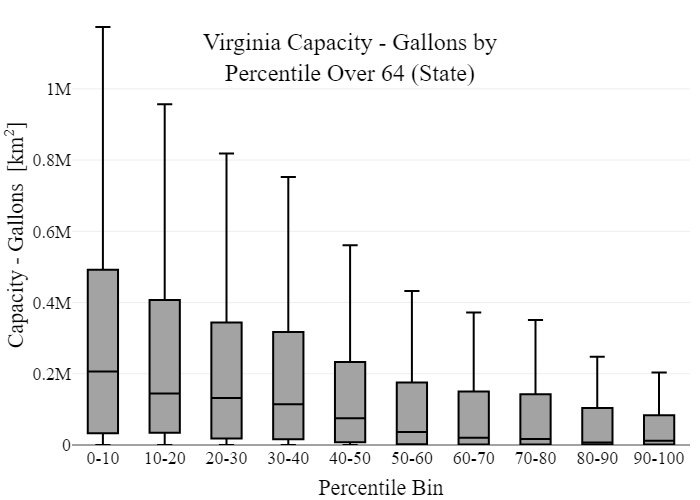 Virginia Capacity - Gallons by
Percentile Over 64 (State)
Capacity - Gallons [km²]
1M
0.8M
0.6M
0.4M
0.2M
0
0-10 10-20 20-30 30-40 40-50 50-60 60-70 70-80 80-90 90-100
Percentile Bin